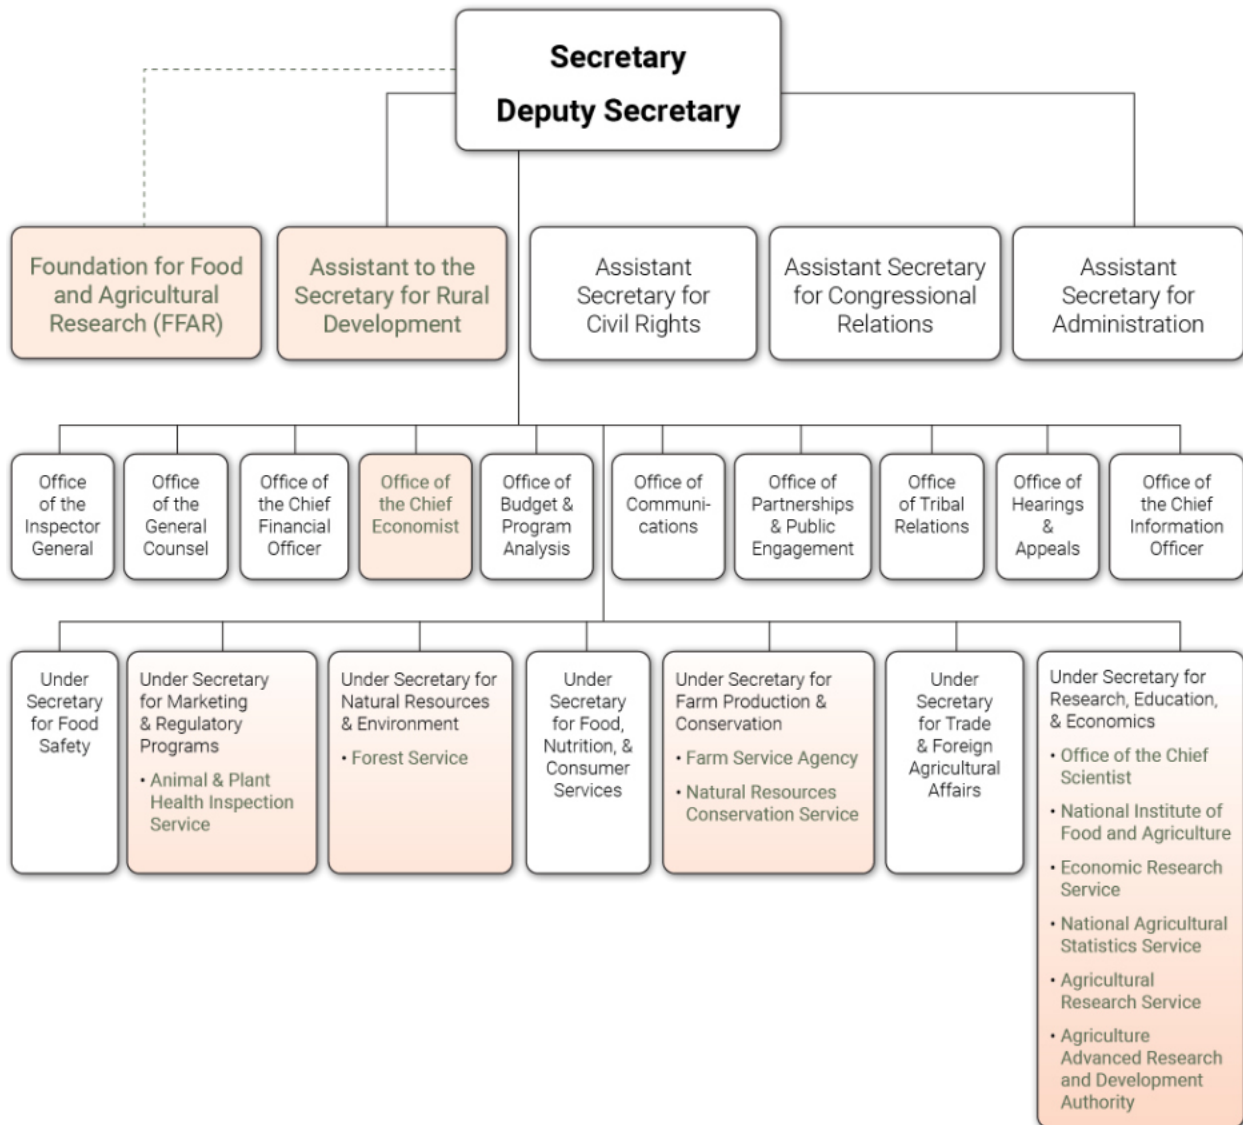 Secretary
Deputy Secretary
Foundation for Food
and Agricultural
Research (FFAR)
Assistant to the
Secretary for Rural
Development
Assistant
Secretary for
Civil Rights
Assistant Secretary
for Congressional
Relations
Assistant
Secretary for
Administration
Office
of the
Inspector
General
Office
of the
General
Counsel
Office of
the Chief
Financial
Officer
Office of
the Chief
Economist
Office of
Budget &
Program
Analysis
Office of
Communi-
cations
Office of
Partnerships
& Public
Engagement
Office
of Tribal
Relations
Office of
Hearings
&
Appeals
Office of
the Chief
Information
Officer
Under
Secretary
for Food
Safety
Under Secretary
for Marketing
& Regulatory
Programs
• Animal & Plant
Health Inspection
Service
Under Secretary for
Natural Resources
& Environment
• Forest Service
Under
Secretary
for Food,
Nutrition, &
Consumer
Services
Under Secretary for
Farm Production &
Conservation
• Farm Service Agency
• Natural Resources
Conservation Service
Under
Secretary
for Trade
& Foreign
Agricultural
Affairs
Under Secretary for
Research, Education,
& Economics
• Office of the Chief
Scientist
• National Institute of
Food and Agriculture
• Economic Research
Service
• National Agricultural
Statistics Service
• Agricultural
Research Service
• Agriculture
Advanced Research
and Development
Authority